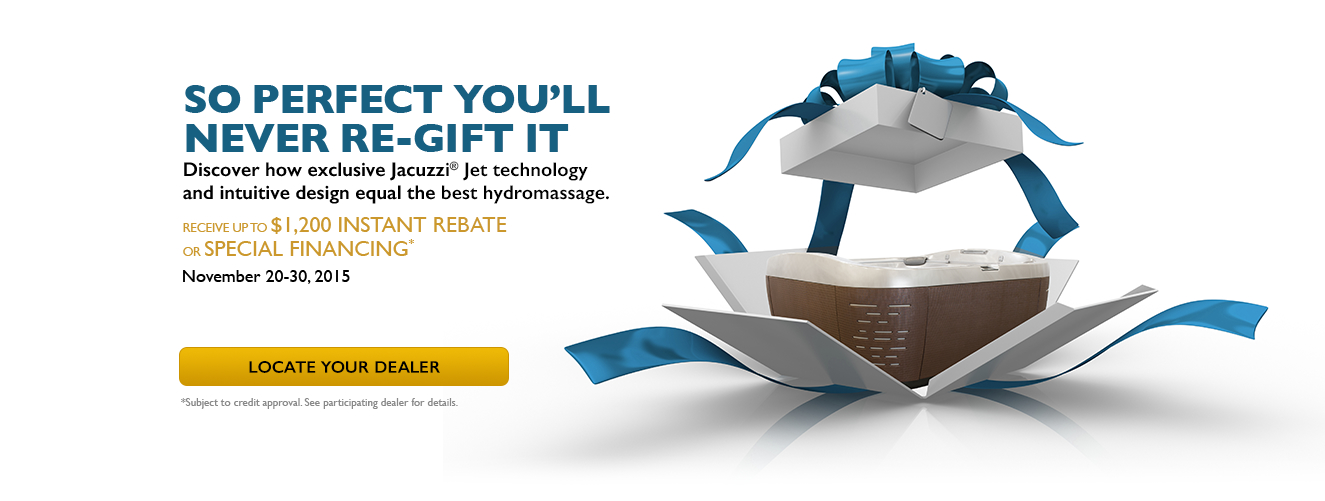 SO PERFECT YOU'LL
NEVER RE-GIFT IT
Discover how exclusive Jacuzzi® Jet technology
and intuitive design equal the best hydromassage.
RECEIVE UP TO $1,200 INSTANT REBATE
OR SPECIAL FINANCING*
November 20-30, 2015
LOCATE YOUR DEALER
*Subject to credit approval. See participating dealer for details.